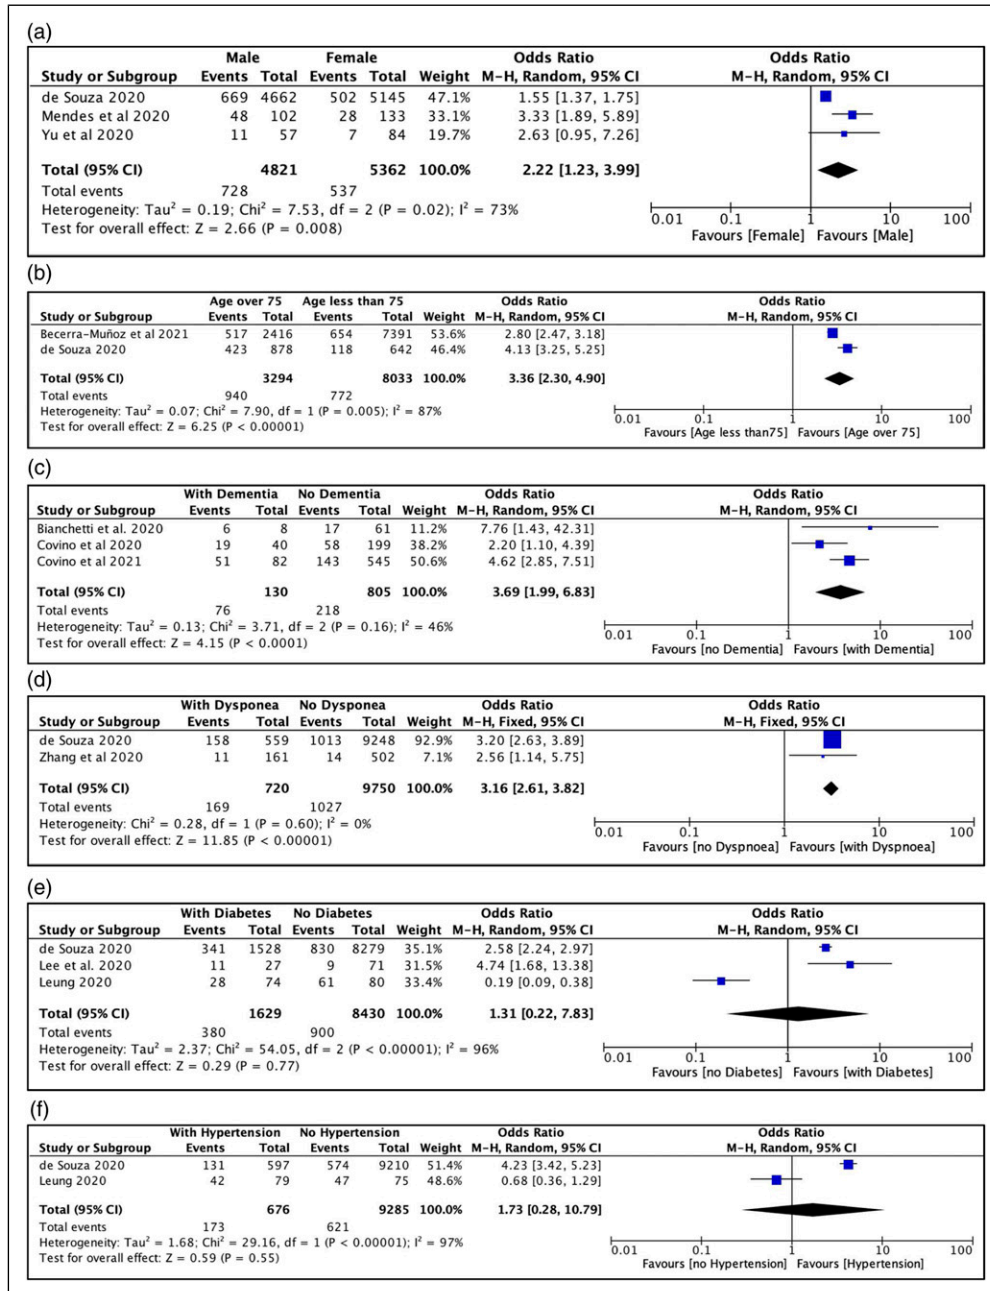 (a)
Male Female Odds Ratio Odds Ratio
Study or Subgroup Events Total Events Total Weight M-H, Random, 95% CI M-H, Random, 95% CI
de Souza 2020 669 4662 502 5145 47.1% 1.55 [1.37, 1.75]
Mendes et al 2020 48 102 28 133 33.1% 3.33 [1.89, 5.89]
Yu et al 2020 11 57 7 84 19.7% 2.63 [0.95, 7.26]
Total (95% CI) 4821 5362 100.0% 2.22 [1.23, 3.99]
Total events 728 537
Heterogeneity: Tau² = 0.19; Chi² = 7.53, df = 2 (P = 0.02); I² = 73%
Test for overall effect: Z = 2.66 (P = 0.008)
0.01 0.1 1 10 100
Favours [Female] Favours [Male]
(b)
Age over 75 Age less than 75 Odds Ratio Odds Ratio
Study or Subgroup Events Total Events Total Weight M-H, Random, 95% CI M-H, Random, 95% CI
Becerra-Muñoz et al 2021 517 2416 654 7391 53.6% 2.80 [2.47, 3.18]
de Souza 2020 423 878 118 642 46.4% 4.13 [3.25, 5.25]
Total (95% CI) 3294 8033 100.0% 3.36 [2.30, 4.90]
Total events 940 772
Heterogeneity: Tau² = 0.07; Chi² = 7.90, df = 1 (P = 0.005); I² = 87%
Test for overall effect: Z = 6.25 (P < 0.00001)
0.01 0.1 1 10 100
Favours [Age less than75] Favours [Age over 75]
(c)
With Dementia No Dementia Odds Ratio Odds Ratio
Study or Subgroup Events Total Events Total Weight M-H, Random, 95% CI M-H, Random, 95% CI
Bianchetti et al. 2020 6 8 17 61 11.2% 7.76 [1.43, 42.31]
Covino et al 2020 19 40 58 199 38.2% 2.20 [1.10, 4.39]
Covino et al 2021 51 82 143 545 50.6% 4.62 [2.85, 7.51]
Total (95% CI) 130 805 100.0% 3.69 [1.99, 6.83]
Total events 76 218
Heterogeneity: Tau² = 0.13; Chi² = 3.71, df = 2 (P = 0.16); I² = 46%
Test for overall effect: Z = 4.15 (P < 0.0001)
0.01 0.1 1 10 100
Favours [no Dementia] Favours [with Dementia]
(d)
With Dysponea No Dysponea Odds Ratio Odds Ratio
Study or Subgroup Events Total Events Total Weight M-H, Fixed, 95% CI M-H, Fixed, 95% CI
de Souza 2020 158 559 1013 9248 92.9% 3.20 [2.63, 3.89]
Zhang et al 2020 11 161 14 502 7.1% 2.56 [1.14, 5.75]
Total (95% CI) 720 9750 100.0% 3.16 [2.61, 3.82]
Total events 169 1027
Heterogeneity: Chi² = 0.28, df = 1 (P = 0.60); I² = 0%
Test for overall effect: Z = 11.85 (P < 0.00001)
0.01 0.1 1 10 100
Favours [no Dyspnoea] Favours [with Dyspnoea]
(e)
With Diabetes No Diabetes Odds Ratio Odds Ratio
Study or Subgroup Events Total Events Total Weight M-H, Random, 95% CI M-H, Random, 95% CI
de Souza 2020 341 1528 830 8279 35.1% 2.58 [2.24, 2.97]
Lee et al. 2020 11 27 9 71 31.5% 4.74 [1.68, 13.38]
Leung 2020 28 74 61 80 33.4% 0.19 [0.09, 0.38]
Total (95% CI) 1629 8430 100.0% 1.31 [0.22, 7.83]
Total events 380 900
Heterogeneity: Tau² = 2.37; Chi² = 54.05, df = 2 (P < 0.00001); I² = 96%
Test for overall effect: Z = 0.29 (P = 0.77)
0.01 0.1 1 10 100
Favours [no Diabetes] Favours [with Diabetes]
(f)
With Hypertension No Hypertension Odds Ratio Odds Ratio
Study or Subgroup Events Total Events Total Weight M-H, Random, 95% CI M-H, Random, 95% CI
de Souza 2020 131 597 574 9210 51.4% 4.23 [3.42, 5.23]
Leung 2020 42 79 47 75 48.6% 0.68 [0.36, 1.29]
Total (95% CI) 676 9285 100.0% 1.73 [0.28, 10.79]
Total events 173 621
Heterogeneity: Tau² = 1.68; Chi² = 29.16, df = 1 (P < 0.00001); I² = 97%
Test for overall effect: Z = 0.59 (P = 0.55)
0.01 0.1 1 10 100
Favours [no Hypertension] Favours [Hypertension]